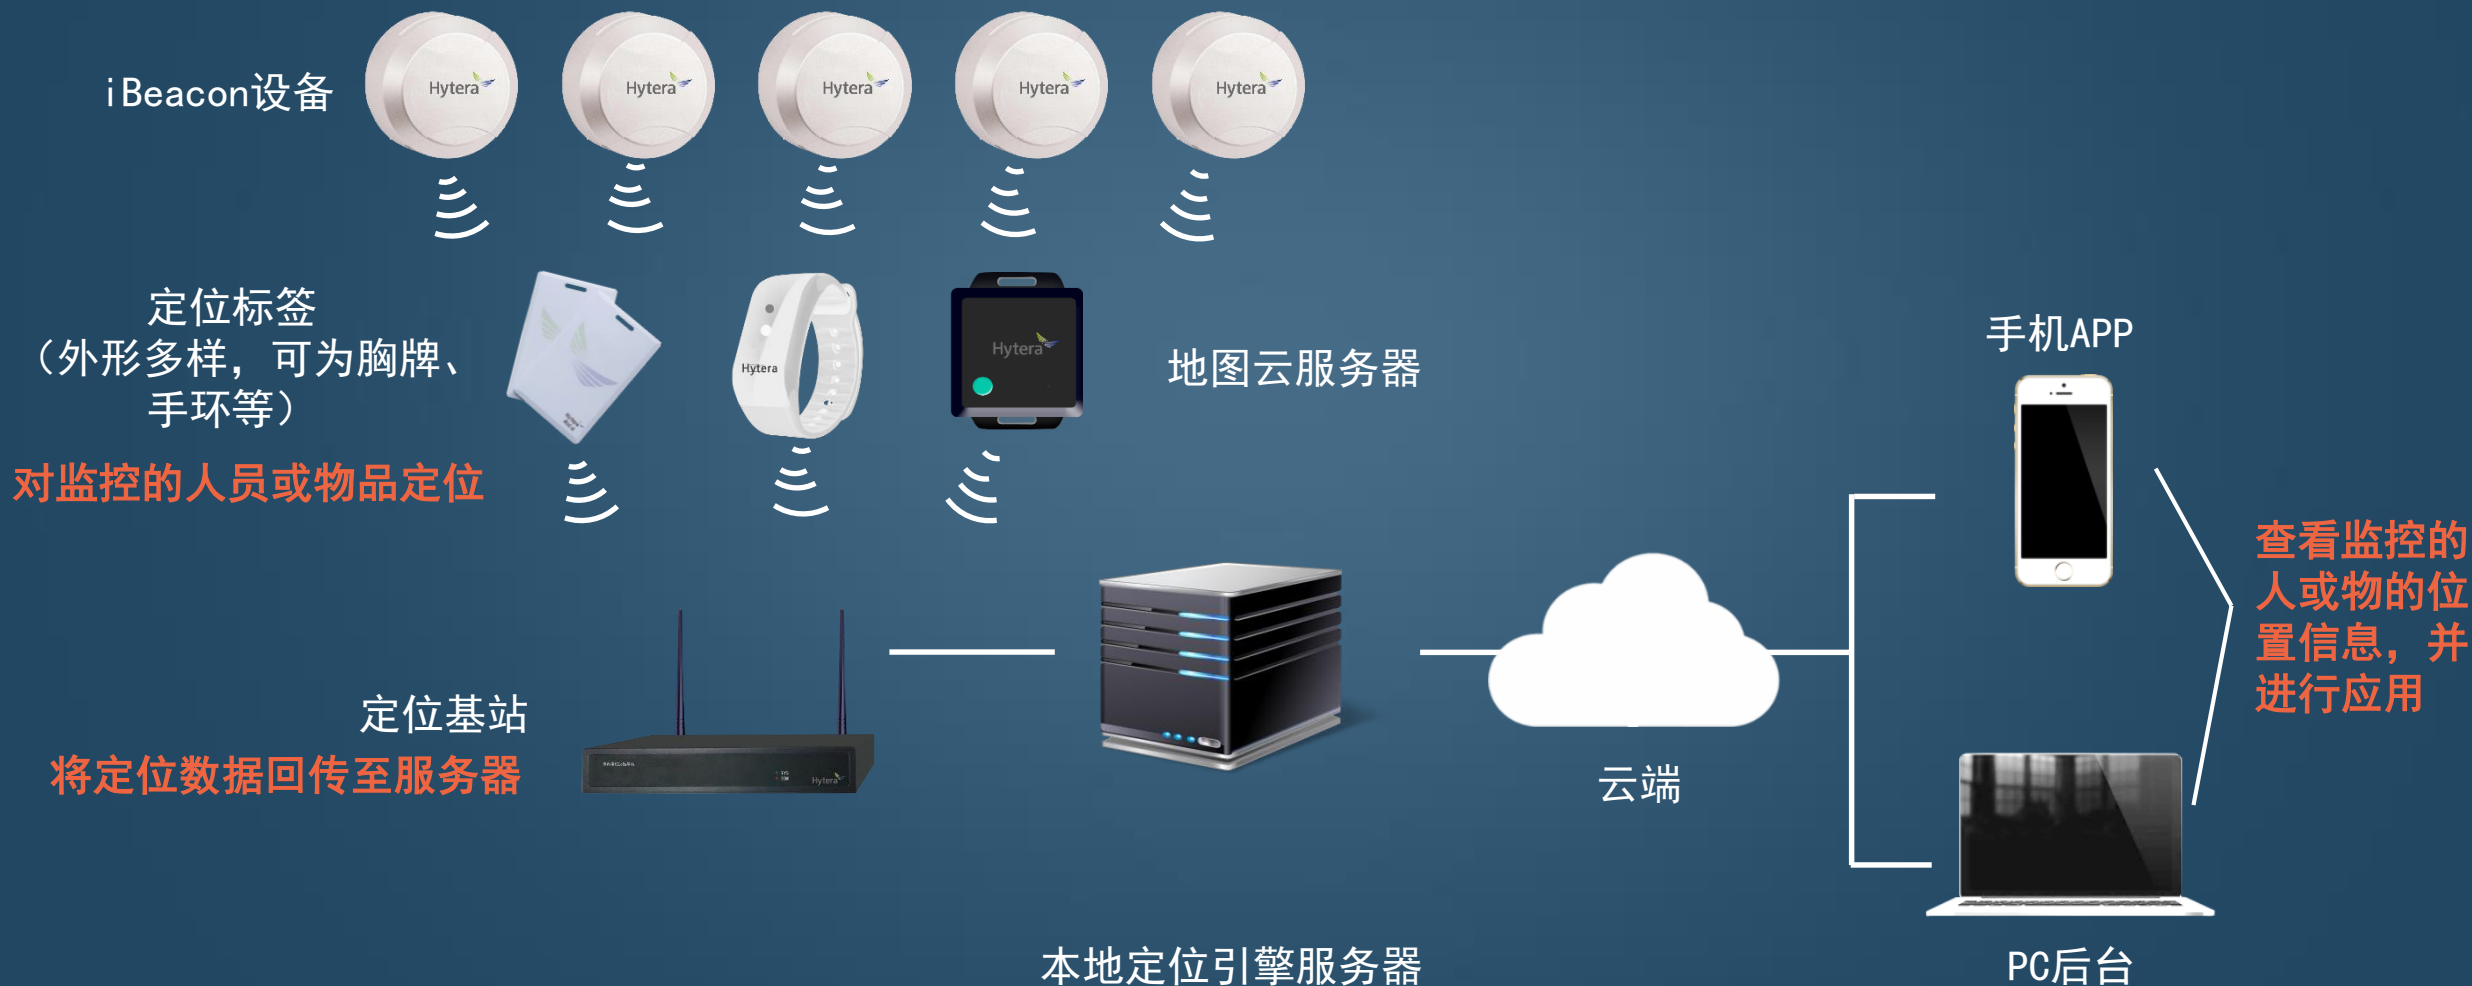 iBeacon设备
Hytera
Hytera
Hytera
Hytera
Hytera
定位标签
（外形多样，可为胸牌、
手环等）
Hytera
Hytera
地图云服务器
手机APP
对监控的人员或物品定位
查看监控的
人或物的位
置信息，并
进行应用
定位基站
将定位数据回传至服务器
Hytera
云端
本地定位引擎服务器
PC后台